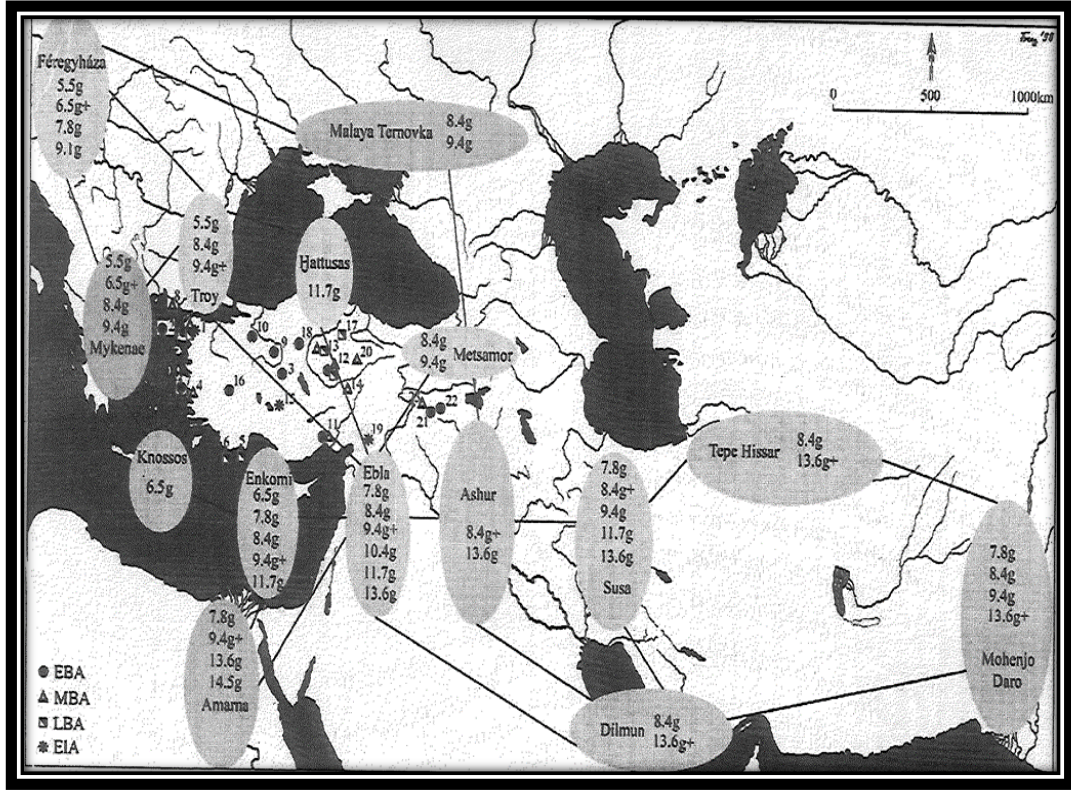 Féregyháza
5.5g
6.5g+
7.8g
9.1g
0 500 1000km
Malaya Ternovka
8.4g
9.4g
5.5g
8.4g
9.4g+
Troy
Ḫattusas
11.7g
5.5g
6.5g+
8.4g
9.4g
Mykenae
8
2
1
10
9
18
17
13
12
20
3
14
16
15
4
11
19
21
22
6
5
8.4g
9.4g
Metsamor
Knossos
6.5g
Enkomi
6.5g
7.8g
8.4g
9.4g+
11.7g
Ebla
7.8g
8.4g
9.4g+
10.4g
11.7g
13.6g
Ashur
8.4g+
13.6g
7.8g
8.4g+
9.4g
11.7g
13.6g
Susa
Tepe Hissar
8.4g
13.6g+
7.8g
8.4g
9.4g
13.6g+
Mohenjo
Daro
7.8g
9.4g+
13.6g
14.5g
Amarna
Dilmun
8.4g
13.6g+
EBA
MBA
LBA
EIA